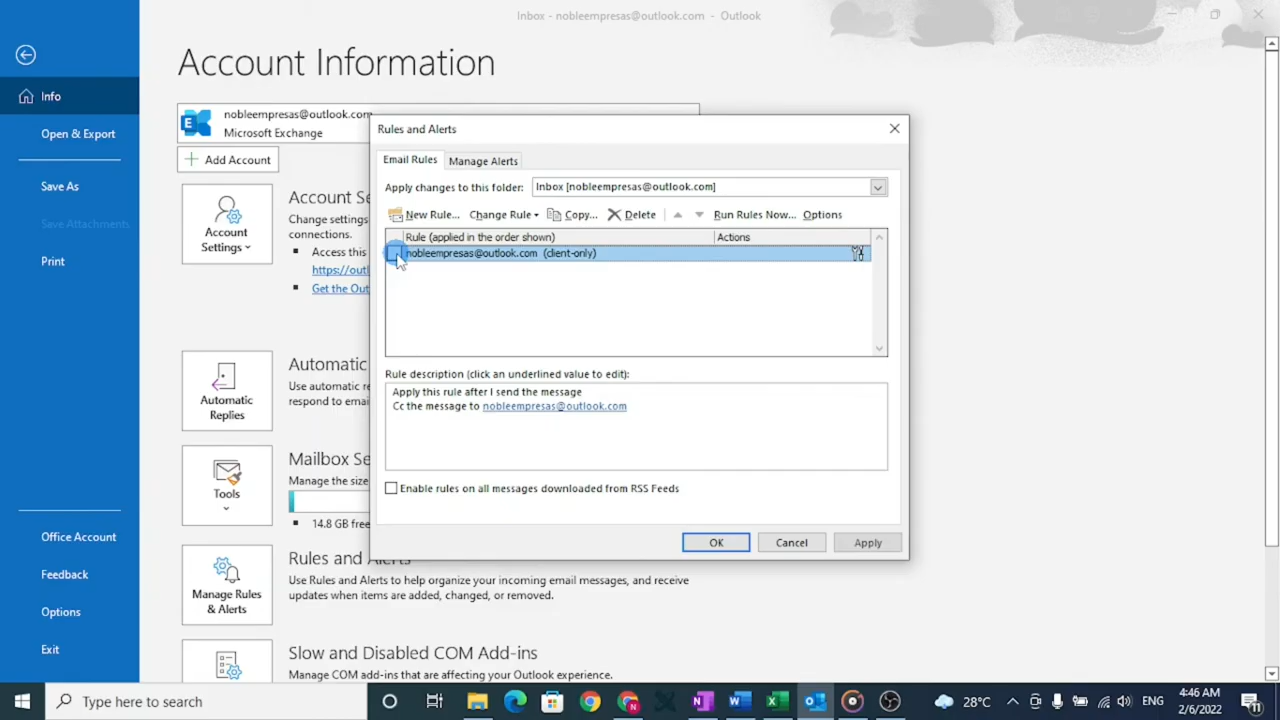 Inbox - nobleempresas@outlook.com - Outlook
Account Information
Info
Open & Export
Save As
Save Attachments
Print
Office Account
Feedback
Options
Exit
nobleempresas@outlook.com
Microsoft Exchange
Add Account
Account
Settings
Account Se
Change settings
connections.
Access this
https://outl
Get the Out
Automatic
Replies
Automatic
Use automatic re
respond to emai
Tools
Mailbox Se
Manage the size
14.8 GB free
Manage Rules
& Alerts
Rules and Alerts
Use Rules and Alerts to help organize your incoming email messages, and receive
updates when items are added, changed, or removed.
Slow and Disabled COM Add-ins
Manage COM add-ins that are affecting your Outlook experience.
Rules and Alerts
Email Rules
Manage Alerts
Apply changes to this folder:
Inbox [nobleempresas@outlook.com]
New Rule...
Change Rule
Copy...
Delete
Run Rules Now...
Options
Rule (applied in the order shown)
Actions
nobleempresas@outlook.com (client-only)
Rule description (click an underlined value to edit):
Apply this rule after I send the message
Cc the message to nobleempresas@outlook.com
Enable rules on all messages downloaded from RSS Feeds
OK
Cancel
Apply
Type here to search
28°C
ENG
4:46 AM
2/6/2022
11